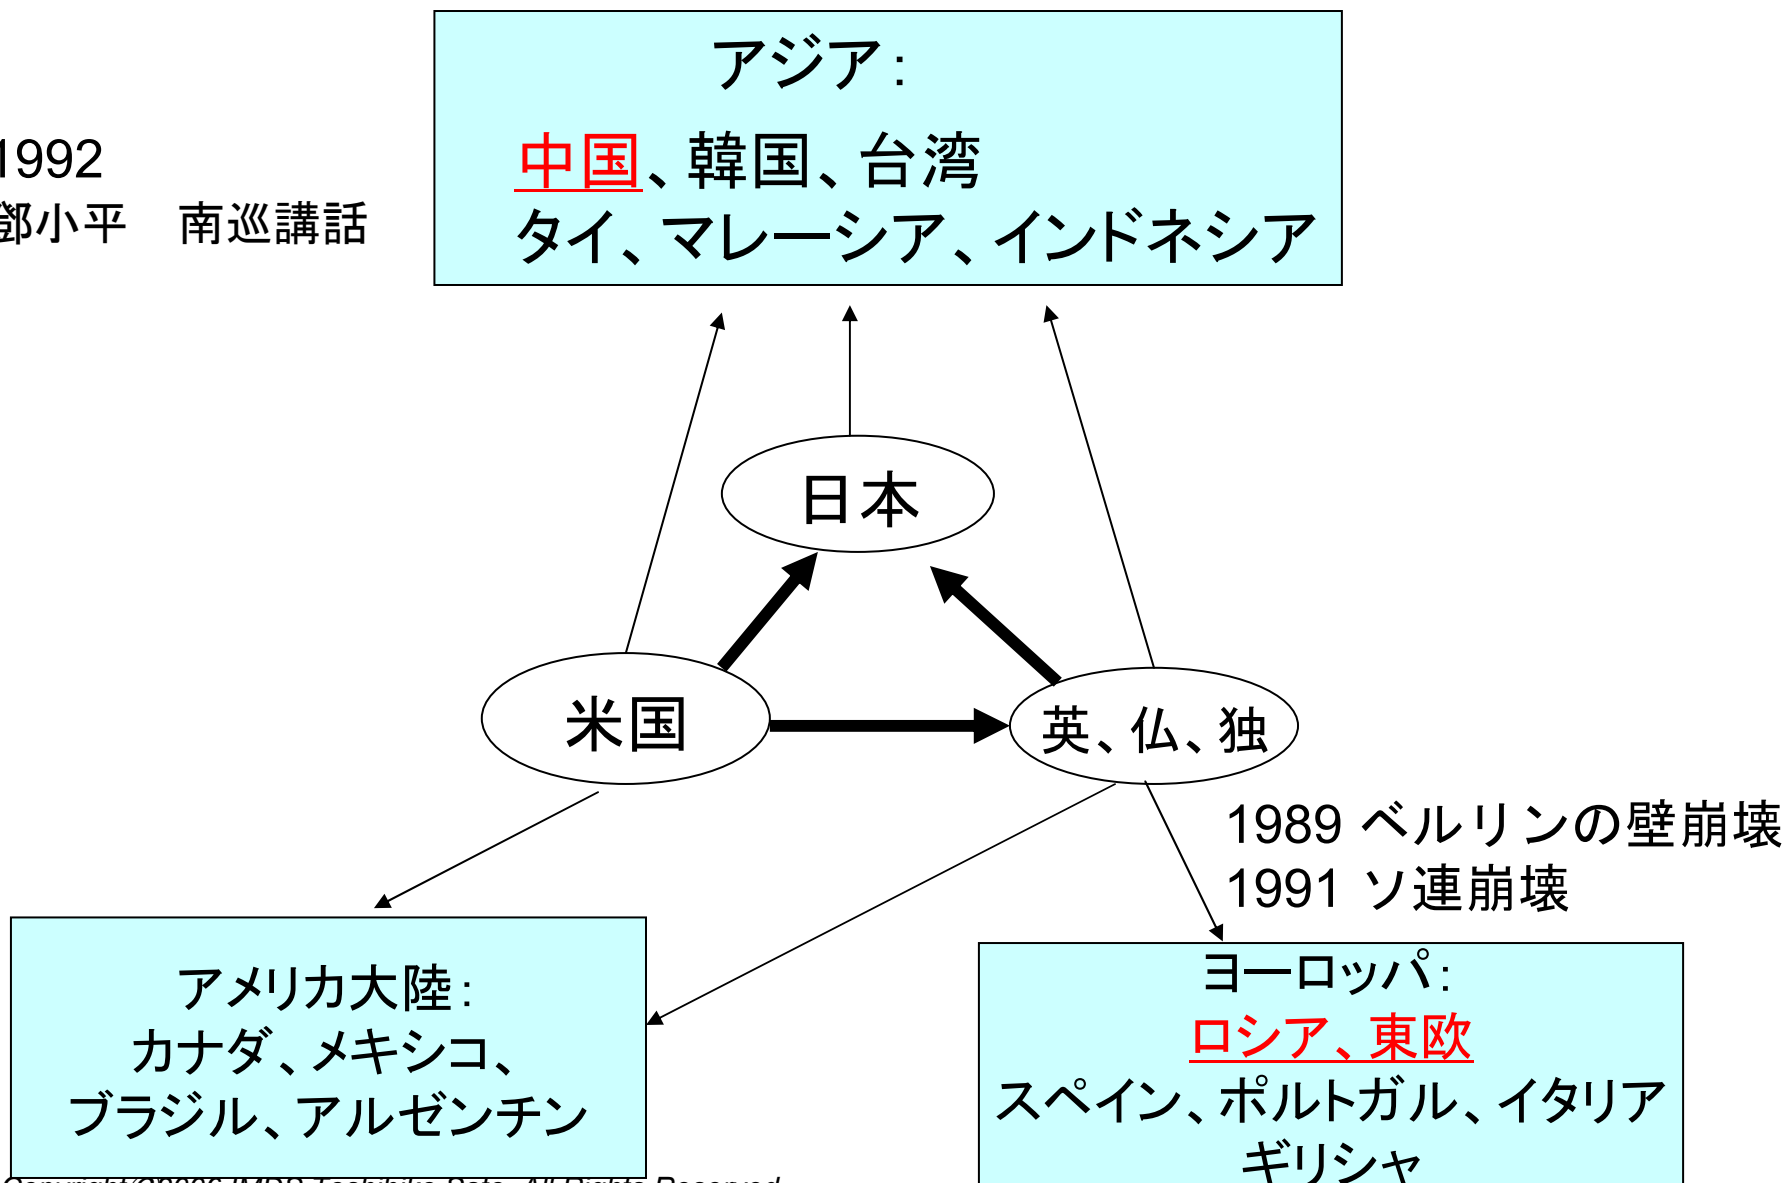 アジア：
中国、韓国、台湾
タイ、マレーシア、インドネシア
1992
鄧小平　南巡講話
日本
米国
英、仏、独
1989 ベルリンの壁崩壊
1991 ソ連崩壊
アメリカ大陸：
カナダ、メキシコ、
ブラジル、アルゼンチン
ヨーロッパ：
ロシア、東欧
スペイン、ポルトガル、イタリア
ギリシャ
All Rights Reserved